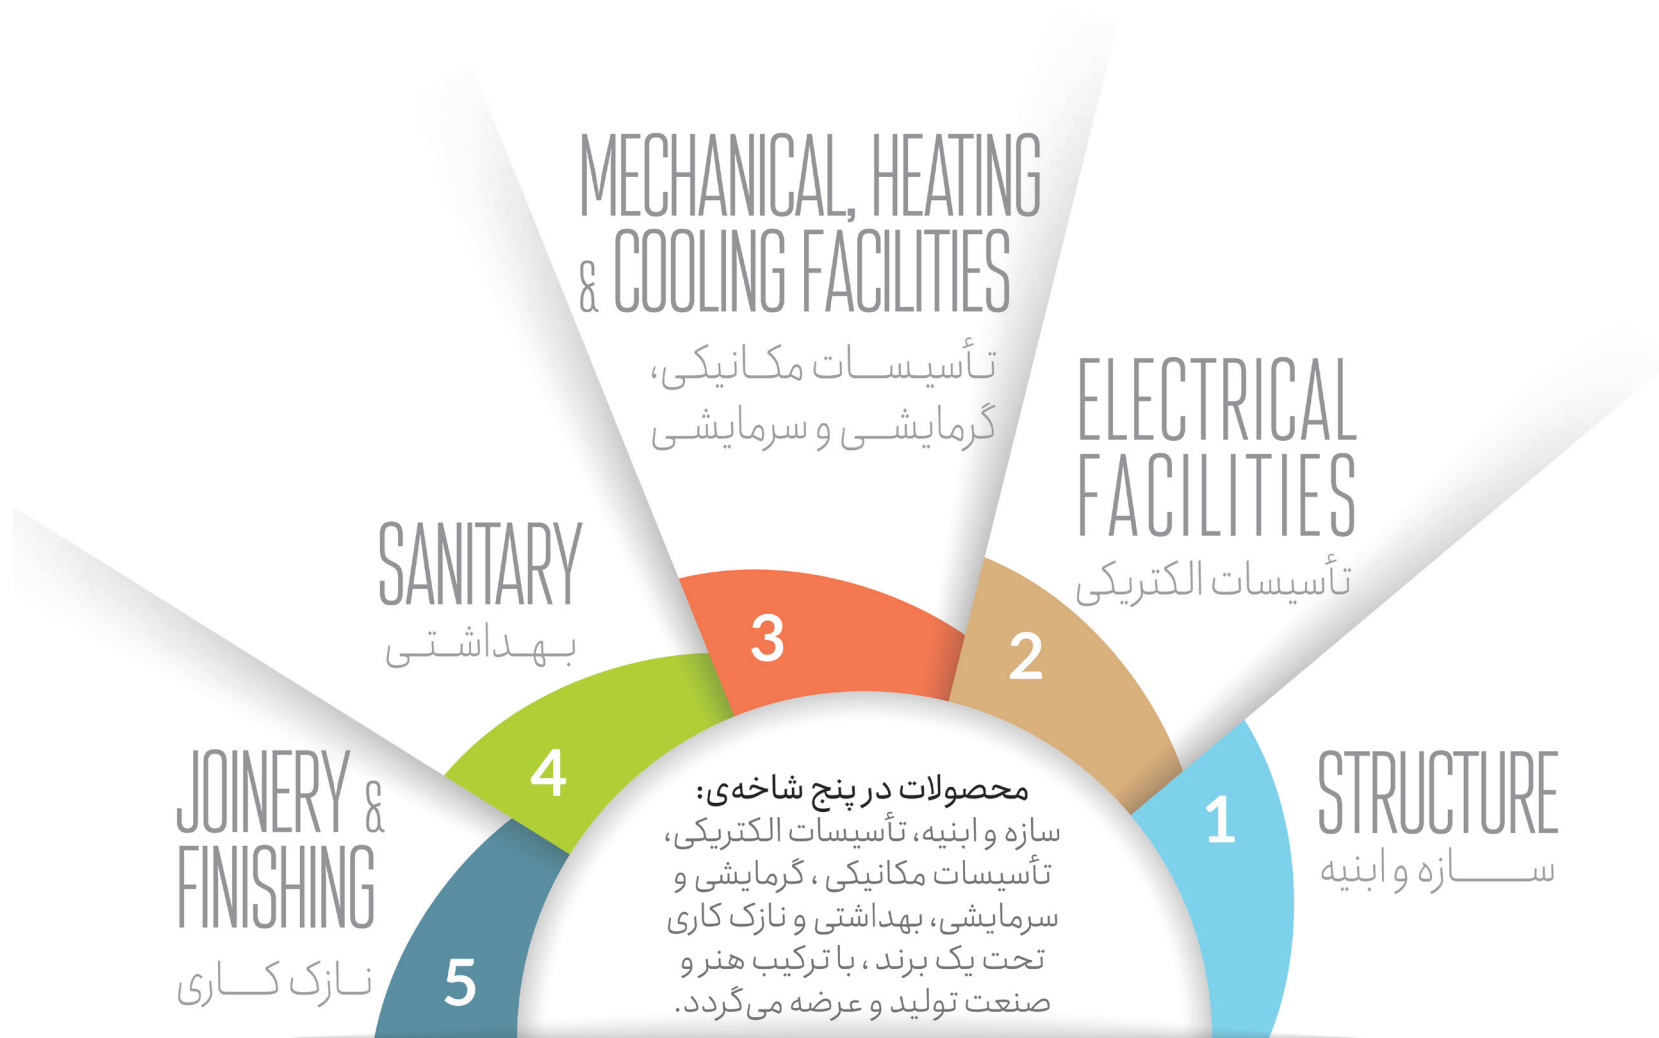 MECHANICAL, HEATING
& COOLING FACILITIES
تأسیسات مکانیکی،
گرمایشی و سرمایشی
ELECTRICAL
FACILITIES
تأسیسات الکتریکی
SANITARY
بهداشتی
JOINERY &
FINISHING
نازک کاری
STRUCTURE
سازه و ابنیه
3
2
4
1
5
محصولات در پنج شاخه‌ی:
سازه و ابنیه، تأسیسات الکتریکی،
تأسیسات مکانیکی ، گرمایشی و
سرمایشی، بهداشتی و نازک کاری
تحت یک برند ، با ترکیب هنر و
صنعت تولید و عرضه می‌گردد.